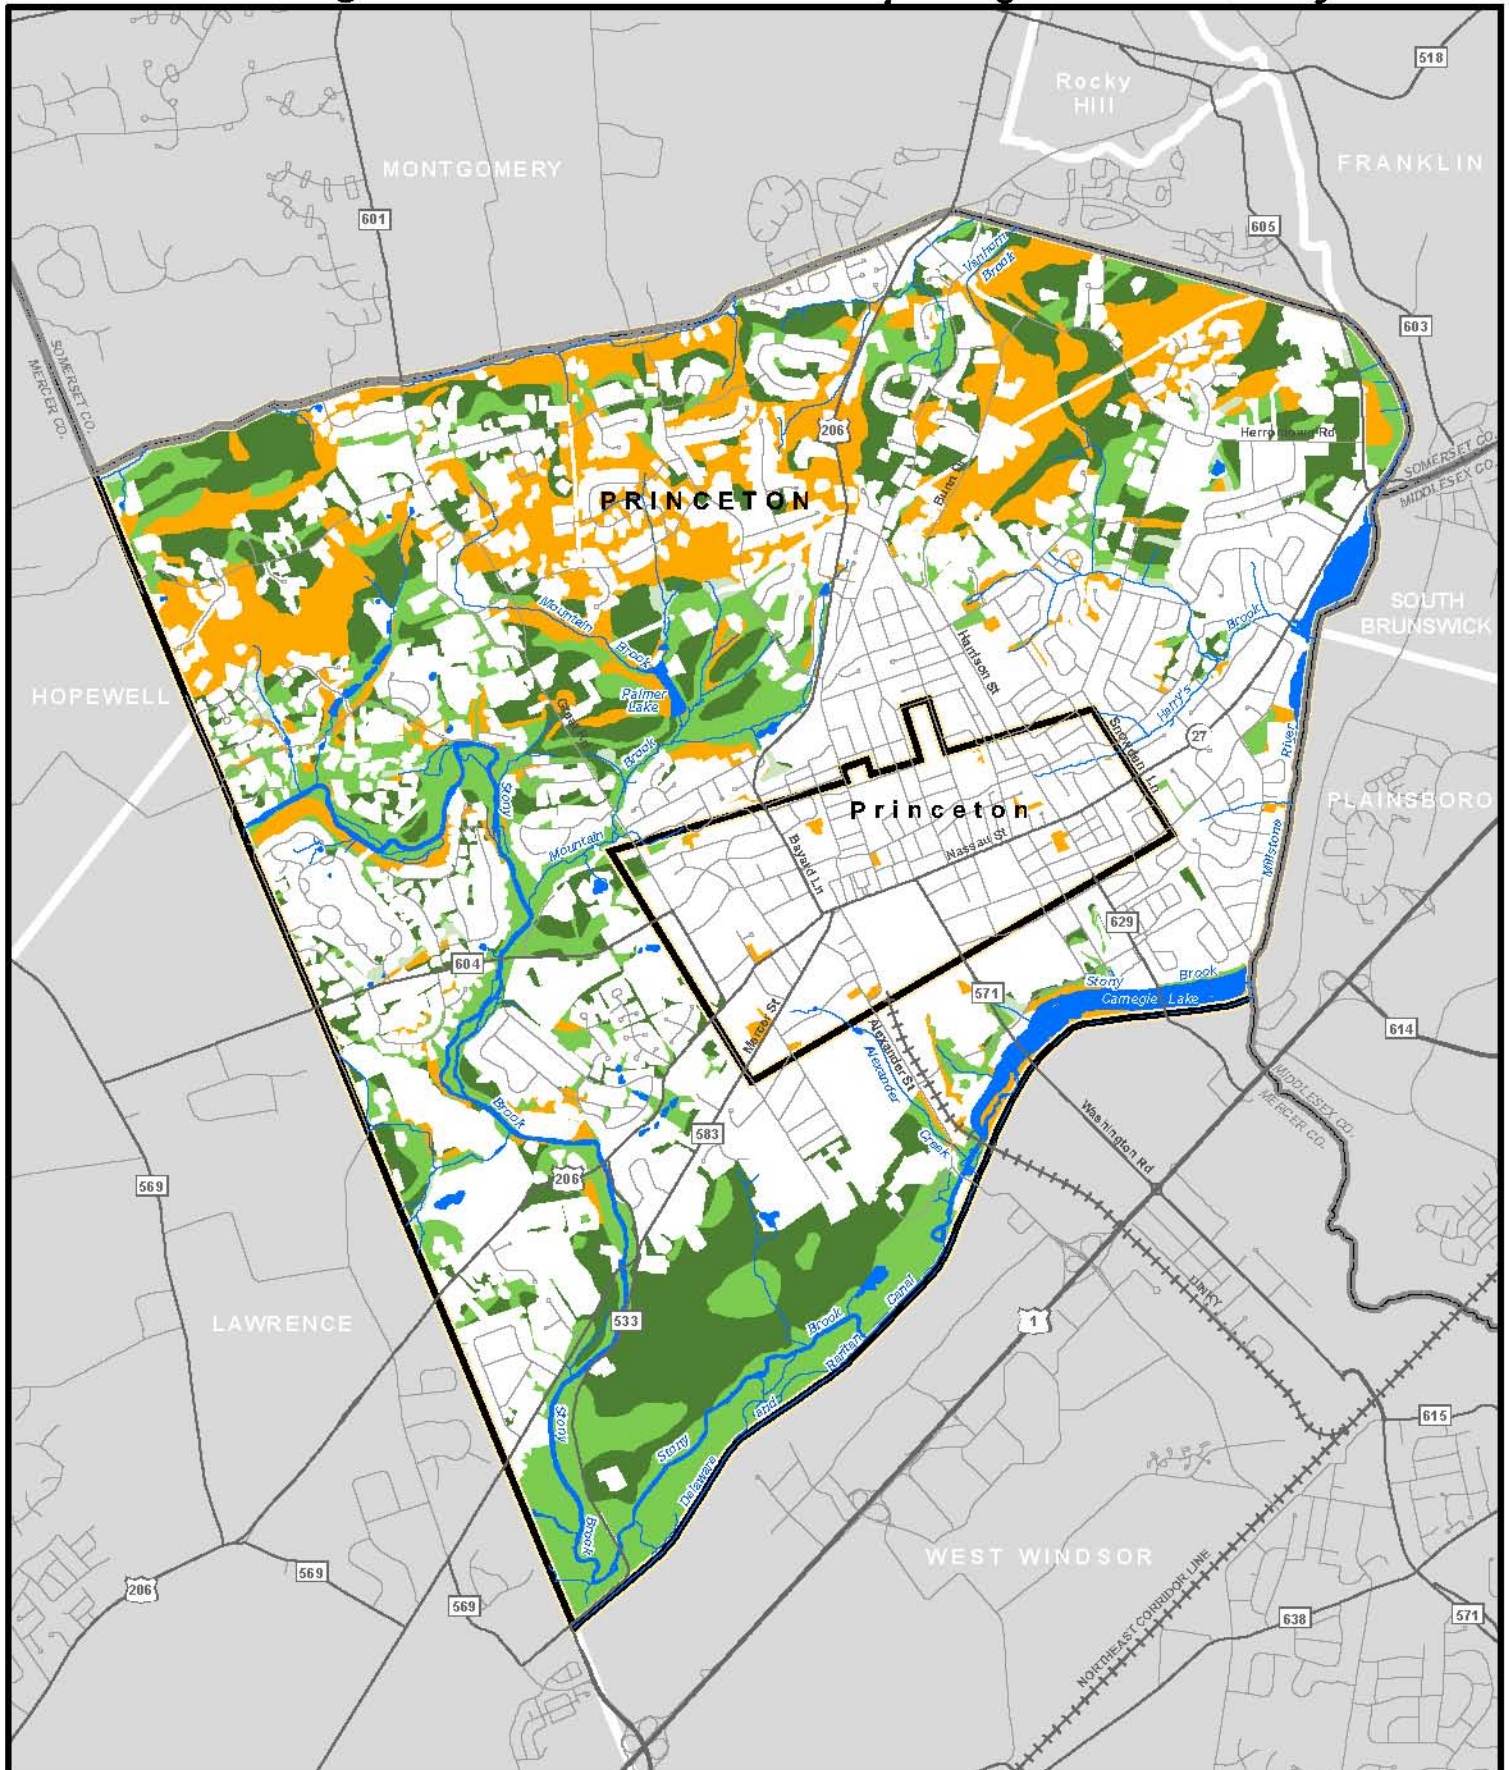 518
Rocky
Hill
MONTGOMERY
FRANKLIN
601
605
Vanhorn
Brook
603
SOMERSET CO.
MERCER CO.
206
Herrontown Rd
SOMERSET CO.
MIDDLESEX CO.
PRINCETON
Bunn Dr
SOUTH
BRUNSWICK
Mountain
Brook
Brook
Harrison St
HOPEWELL
Palmer
Lake
Harry's
Brook
Snowden Ln
27
River
Stony
PLAINSBORO
Princeton
Mountain
Bayard Ln
Nassau St
Millstone
629
604
Stony
Brook
Carnegie Lake
571
Mercer St
614
Alexander St
Alexander
Creek
MIDDLESEX CO.
MERCER CO.
Brook
583
Washington Rd
569
206
DINKY
LAWRENCE
533
Brook
Canal
1
Raritan
and
Stony
Stony
Delaware
615
Brook
WEST WINDSOR
206
569
569
NORTHEAST CORRIDOR LINE
638
571